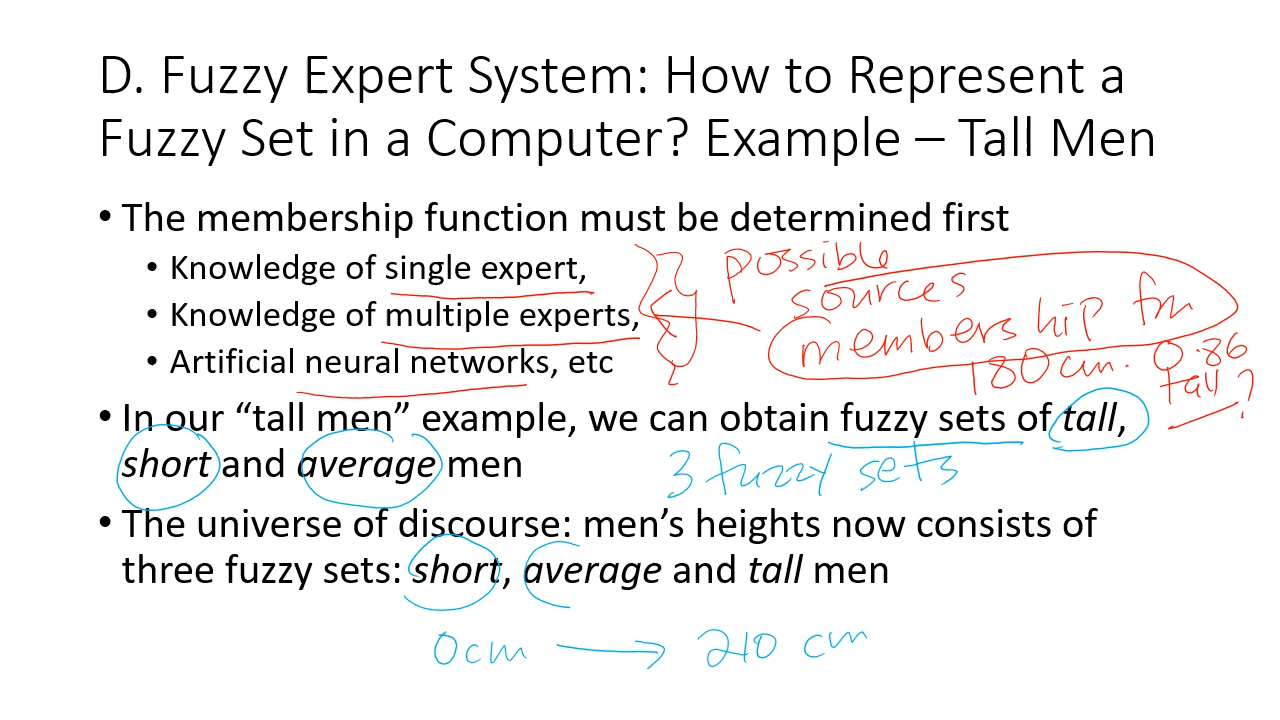 D. Fuzzy Expert System: How to Represent a
Fuzzy Set in a Computer? Example – Tall Men
• The membership function must be determined first
• Knowledge of single expert,
• Knowledge of multiple experts,
• Artificial neural networks, etc
possible
sources
membership fn
180cm. 0.86
tall?
• In our “tall men” example, we can obtain fuzzy sets of tall,
short and average men
3 fuzzy sets
• The universe of discourse: men’s heights now consists of
three fuzzy sets: short, average and tall men
0cm → 210 cm